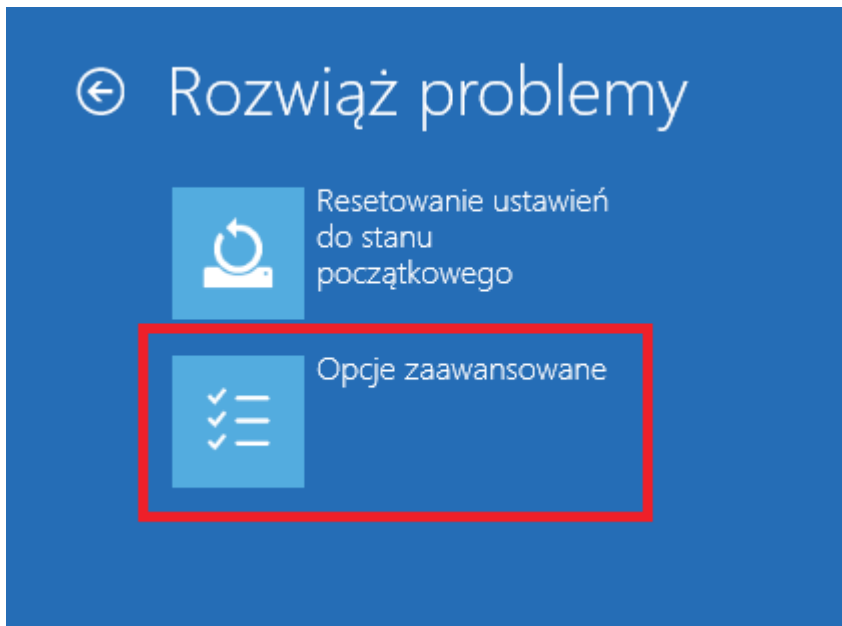 Rozwiąż problemy
Resetowanie ustawień
do stanu
początkowego
Opcje zaawansowane